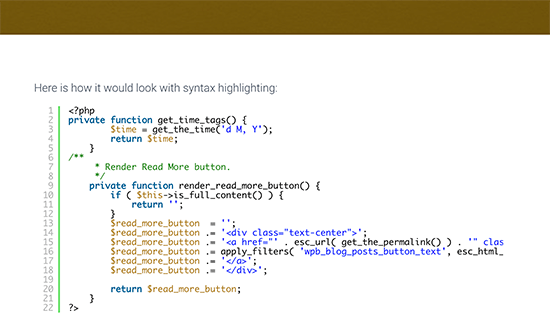 Here is how it would look with syntax highlighting:
1 <?php
2 private function get_time_tags() {
3 $time = get_the_time('d M, Y');
4 return $time;
5 }
6 /**
7 * Render Read More button.
8 */
9 private function render_read_more_button() {
10 if ( $this->is_full_content() ) {
11 return '';
12 }
13 $read_more_button = '';
14 $read_more_button .= '<div class="text-center">';
15 $read_more_button .= '<a href="' . esc_url( get_the_permalink() ) . '" clas
16 $read_more_button .= apply_filters( 'wpb_blog_posts_button_text', esc_html_
17 $read_more_button .= '</a>';
18 $read_more_button .= '</div>';
19
20 return $read_more_button;
21 }
22 ?>